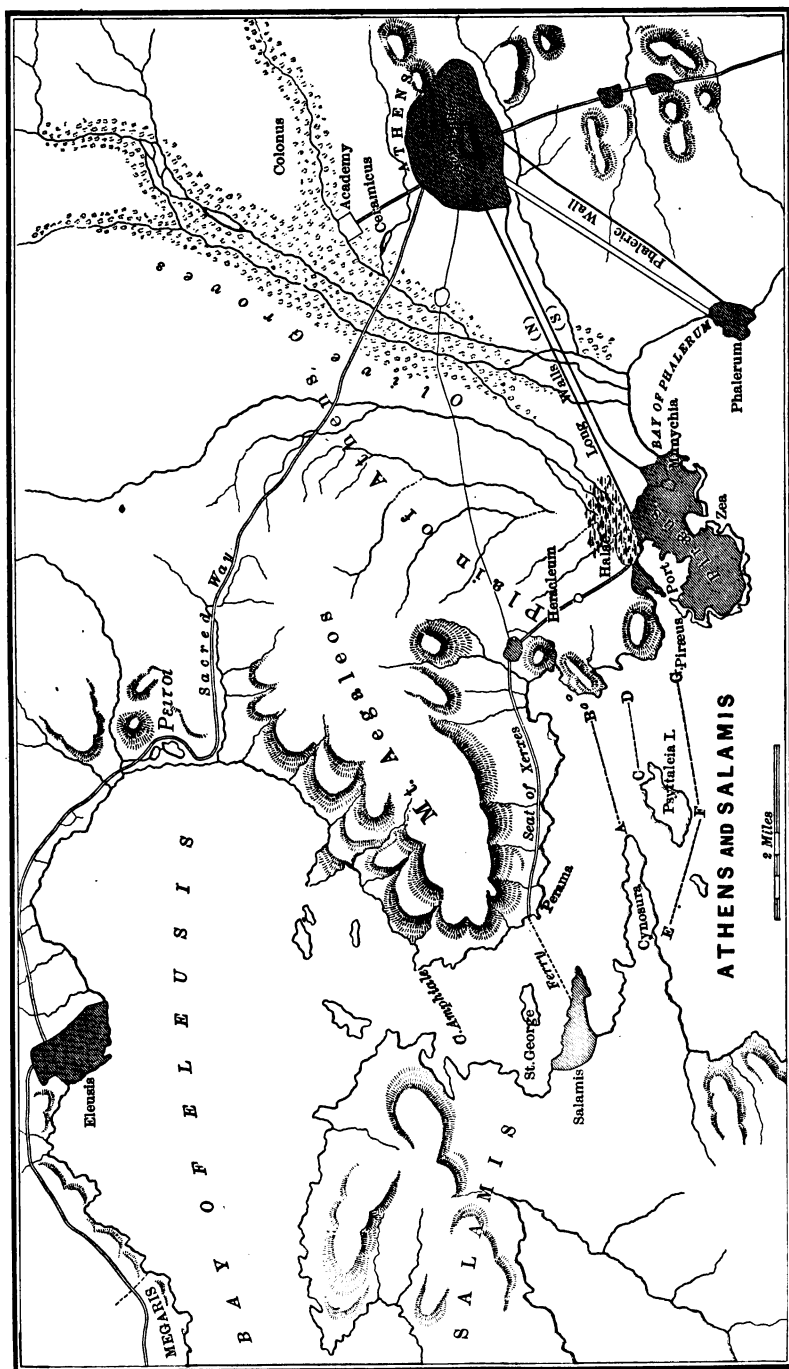 ATHENS AND SALAMIS
2 Miles
MEGARIS
Eleusis
BAY OF ELEUSIS
Sacred Way
Mt. Aegaleos
Olive Groves
Colonus
Academy
Ceramicus
ATHENS
Plain of Athens
Long Walls
(N)
(S)
Phaleric Wall
BAY OF PHALERUM
Phalerum
Munychia
Zea
Port
Piræus
Halae
Heracleum
Seat of Xerxes
Perama
Ferry
C. Amphiale
St. George
Salamis
SALAMIS
Cynosura
Psyttaleia I.
A
B
C
D
E
F
G